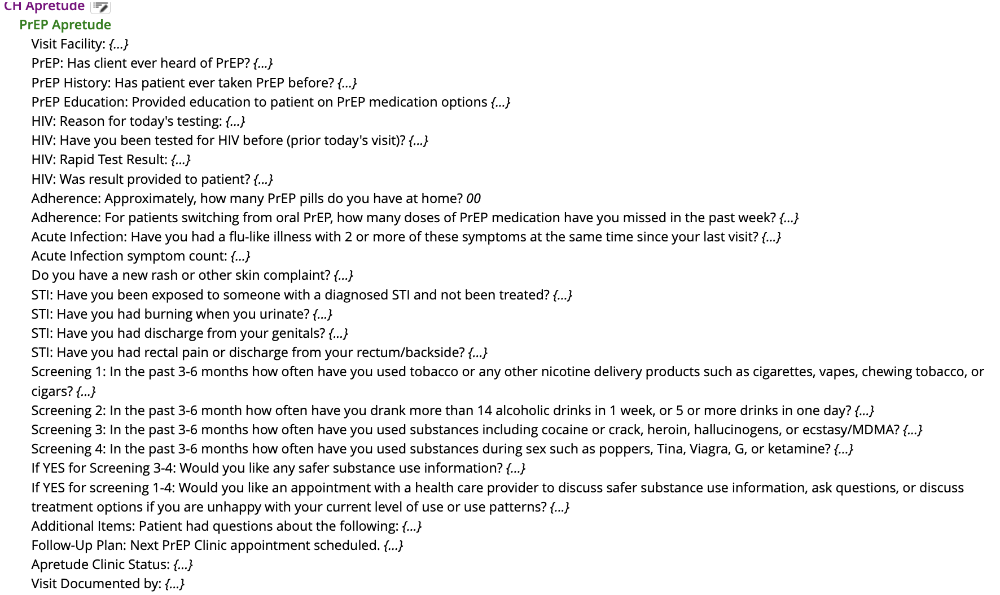 CH Apretude
PrEP Apretude
Visit Facility: {...}
PrEP: Has client ever heard of PrEP? {...}
PrEP History: Has patient ever taken PrEP before? {...}
PrEP Education: Provided education to patient on PrEP medication options {...}
HIV: Reason for today's testing: {...}
HIV: Have you been tested for HIV before (prior today's visit)? {...}
HIV: Rapid Test Result: {...}
HIV: Was result provided to patient? {...}
Adherence: Approximately, how many PrEP pills do you have at home? 00
Adherence: For patients switching from oral PrEP, how many doses of PrEP medication have you missed in the past week? {...}
Acute Infection: Have you had a flu-like illness with 2 or more of these symptoms at the same time since your last visit? {...}
Acute Infection symptom count: {...}
Do you have a new rash or other skin complaint? {...}
STI: Have you been exposed to someone with a diagnosed STI and not been treated? {...}
STI: Have you had burning when you urinate? {...}
STI: Have you had discharge from your genitals? {...}
STI: Have you had rectal pain or discharge from your rectum/backside? {...}
Screening 1: In the past 3-6 months how often have you used tobacco or any other nicotine delivery products such as cigarettes, vapes, chewing tobacco, or
cigars? {...}
Screening 2: In the past 3-6 month how often have you drank more than 14 alcoholic drinks in 1 week, or 5 or more drinks in one day? {...}
Screening 3: In the past 3-6 months how often have you used substances including cocaine or crack, heroin, hallucinogens, or ecstasy/MDMA? {...}
Screening 4: In the past 3-6 months how often have you used substances during sex such as poppers, Tina, Viagra, G, or ketamine? {...}
If YES for Screening 3-4: Would you like any safer substance use information? {...}
If YES for screening 1-4: Would you like an appointment with a health care provider to discuss safer substance use information, ask questions, or discuss
treatment options if you are unhappy with your current level of use or use patterns? {...}
Additional Items: Patient had questions about the following: {...}
Follow-Up Plan: Next PrEP Clinic appointment scheduled. {...}
Apretude Clinic Status: {...}
Visit Documented by: {...}